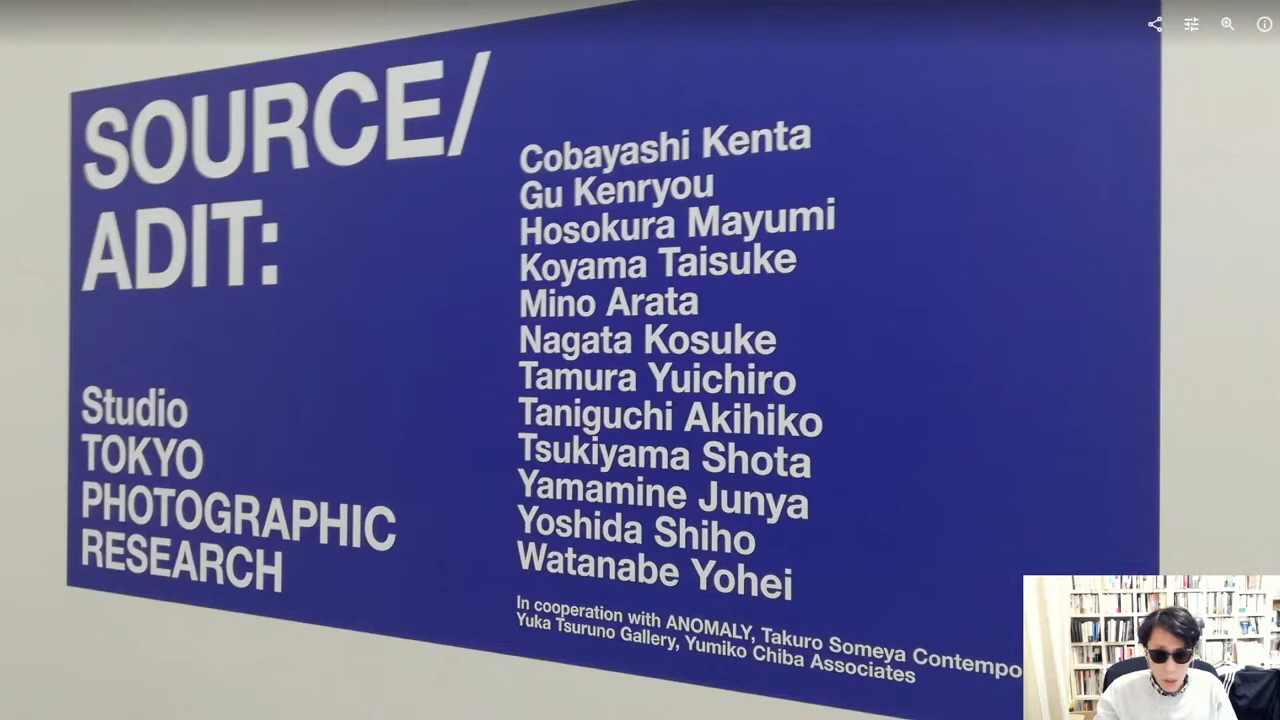 SOURCE/
ADIT:
Studio
TOKYO
PHOTOGRAPHIC
RESEARCH
Cobayashi Kenta
Gu Kenryou
Hosokura Mayumi
Koyama Taisuke
Mino Arata
Nagata Kosuke
Tamura Yuichiro
Taniguchi Akihiko
Tsukiyama Shota
Yamamine Junya
Yoshida Shiho
Watanabe Yohei
In cooperation with ANOMALY, Takuro Someya Contempo
Yuka Tsuruno Gallery, Yumiko Chiba Associates